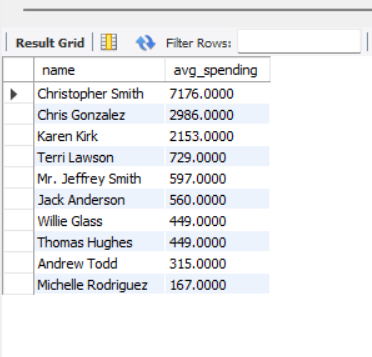 Result Grid Filter Rows:
name avg_spending
Christopher Smith 7176.0000
Chris Gonzalez 2986.0000
Karen Kirk 2153.0000
Terri Lawson 729.0000
Mr. Jeffrey Smith 597.0000
Jack Anderson 560.0000
Willie Glass 449.0000
Thomas Hughes 449.0000
Andrew Todd 315.0000
Michelle Rodriguez 167.0000